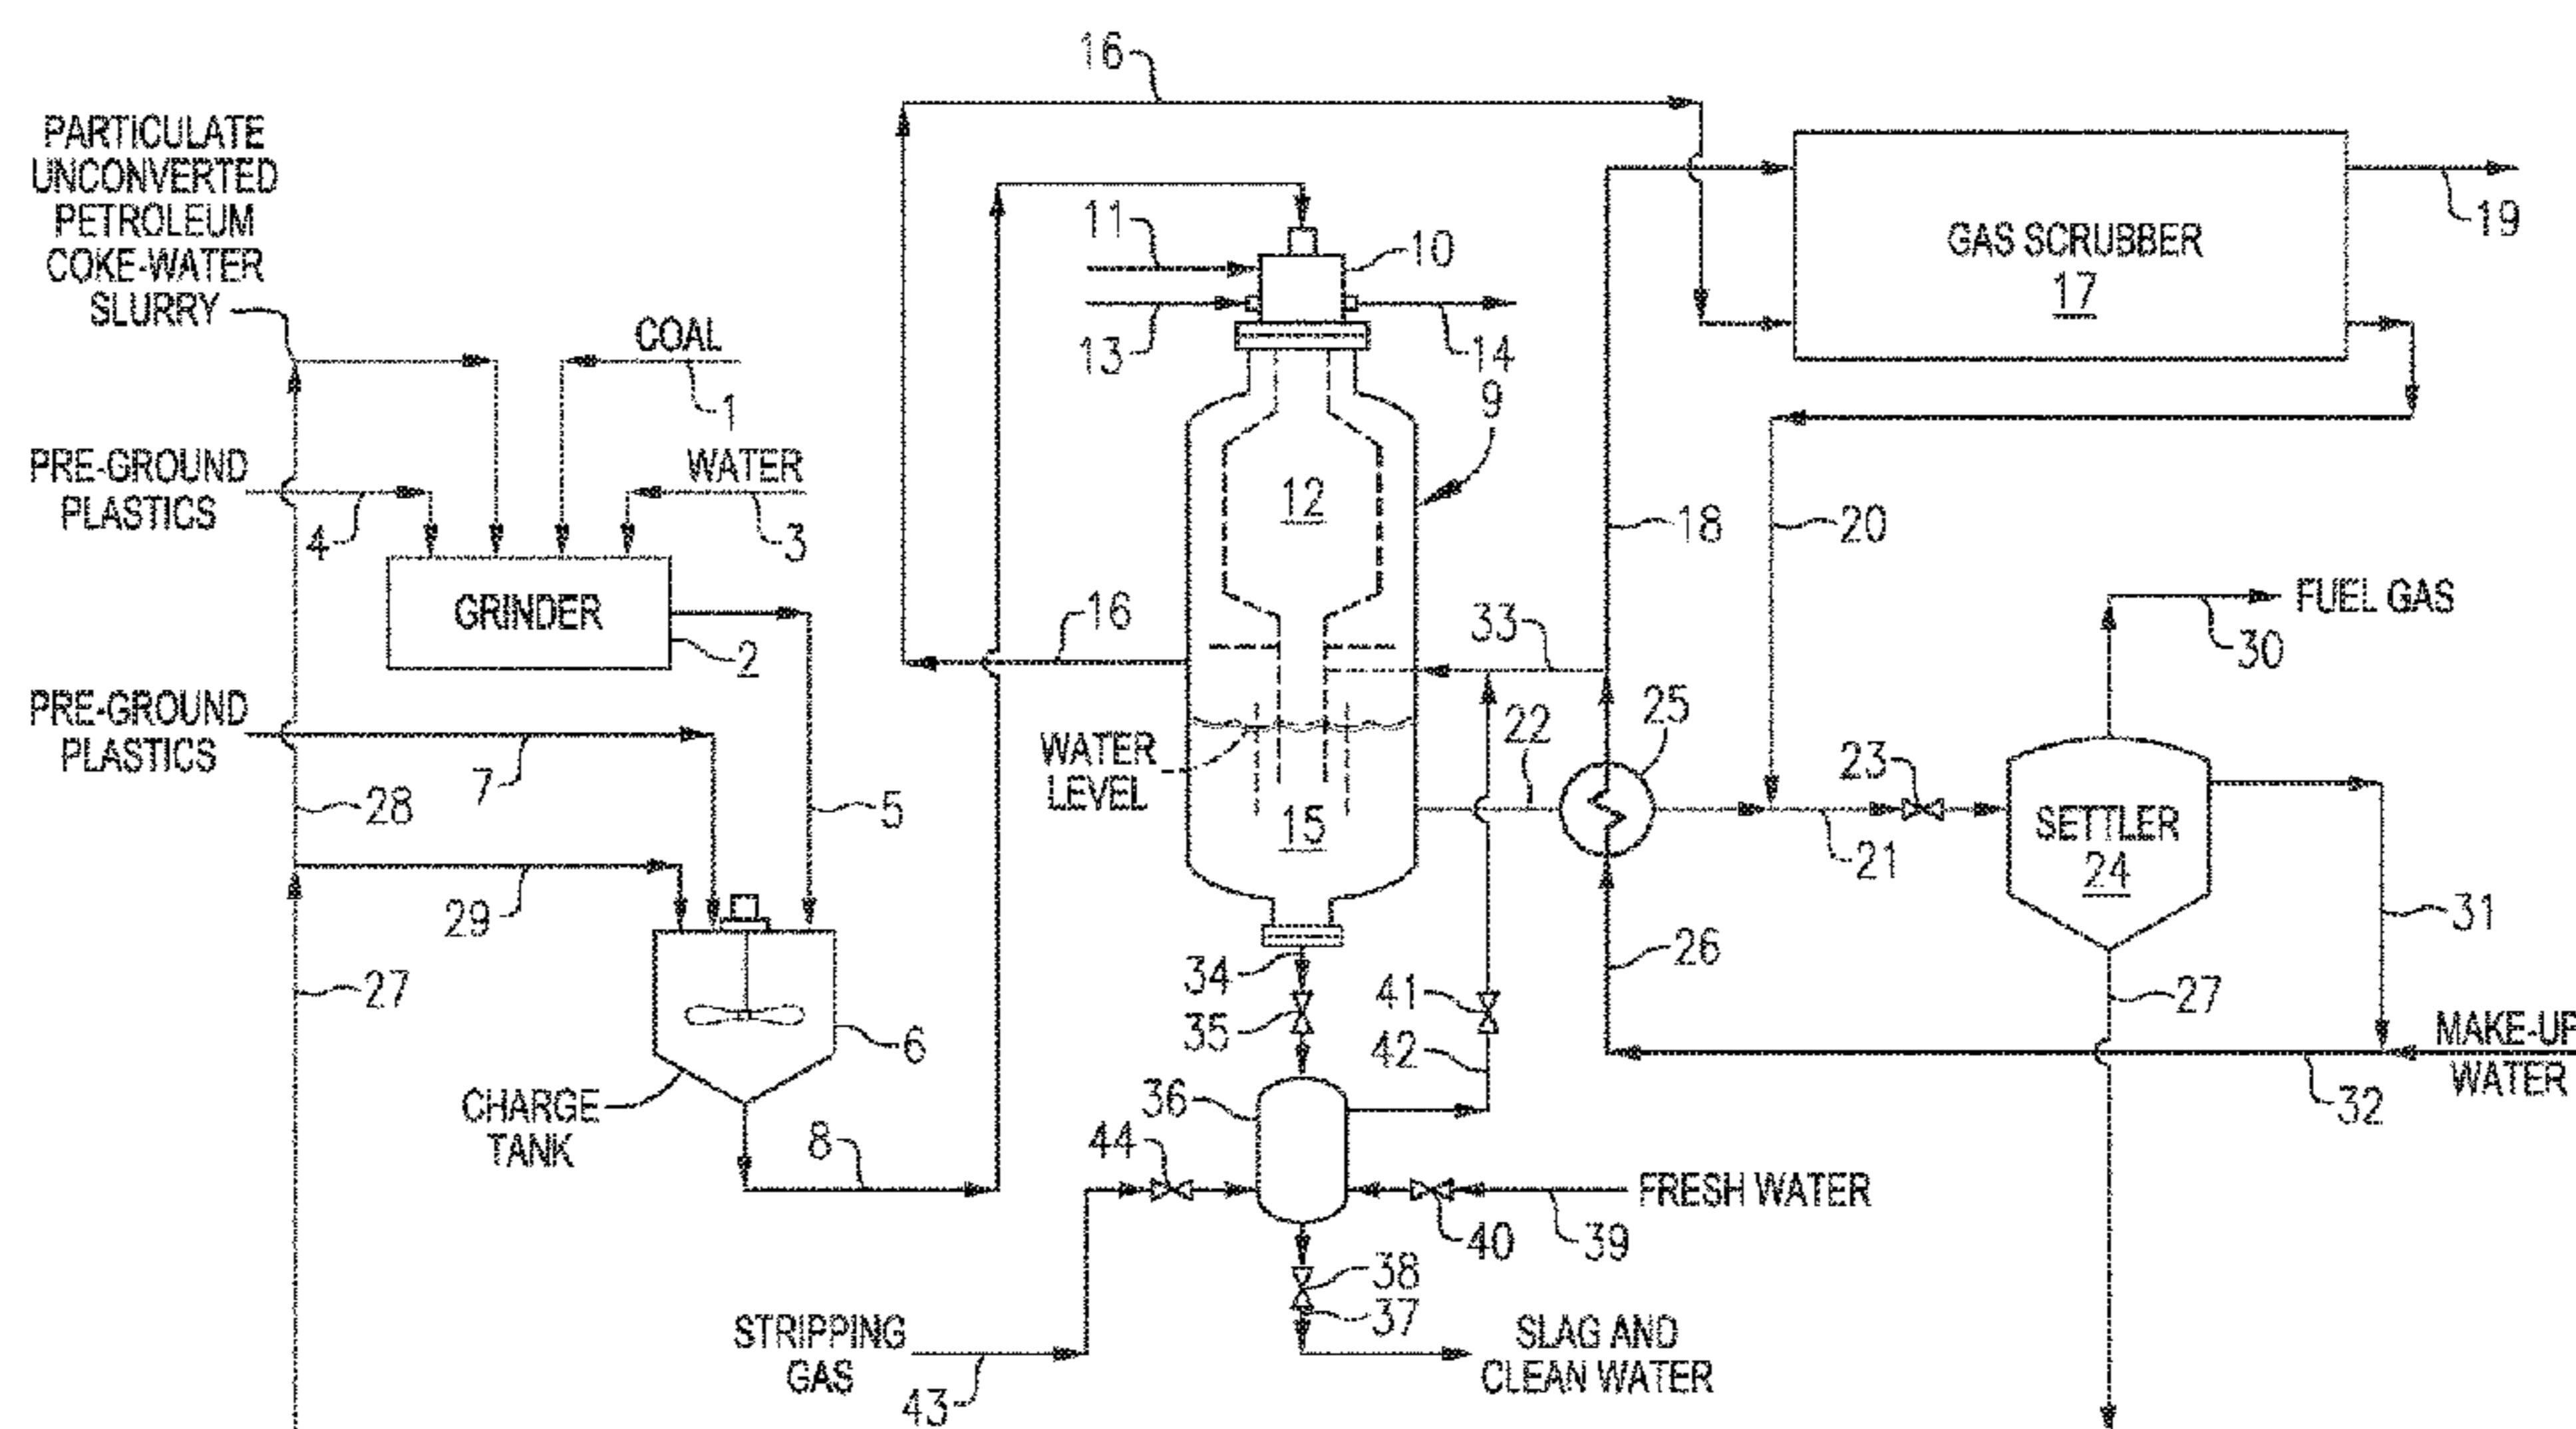 16
PARTICULATE
UNCONVERTED
PETROLEUM
COKE-WATER
SLURRY
COAL
1
PRE-GROUND
PLASTICS
4
WATER
3
GRINDER
2
PRE-GROUND
PLASTICS
7
28
5
29
27
6
CHARGE
TANK
8
11
10
13
14
9
12
16
33
WATER
LEVEL
15
22
25
GAS SCRUBBER
17
19
18
20
23
21
SETTLER
24
30
FUEL GAS
31
26
27
MAKE-UP
WATER
32
34
35
41
42
36
44
FRESH WATER
40
39
38
37
STRIPPING
GAS
43
SLAG AND
CLEAN WATER